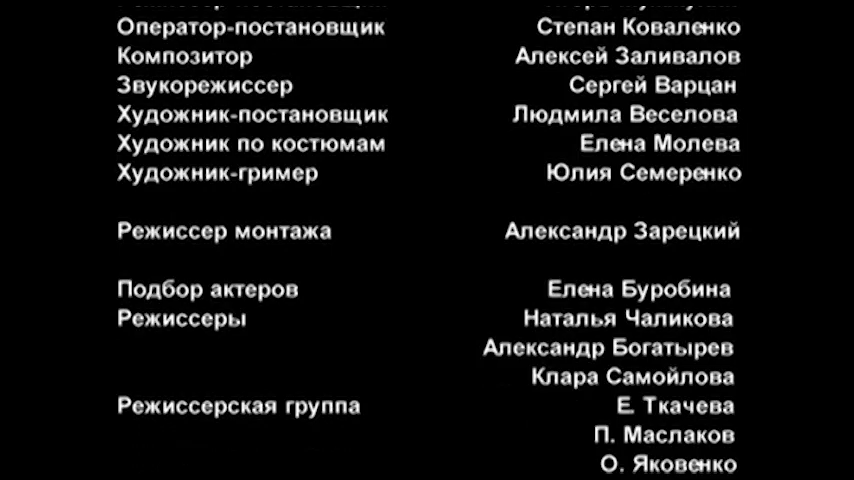 Оператор-постановщик Степан Коваленко
Композитор Алексей Заливалов
Звукорежиссер Сергей Варцан
Художник-постановщик Людмила Веселова
Художник по костюмам Елена Молева
Художник-гример Юлия Семеренко
Режиссер монтажа Александр Зарецкий
Подбор актеров Елена Буробина
Режиссеры Наталья Чаликова
Александр Богатырев
Клара Самойлова
Режиссерская группа Е. Ткачева
П. Маслаков
О. Яковенко